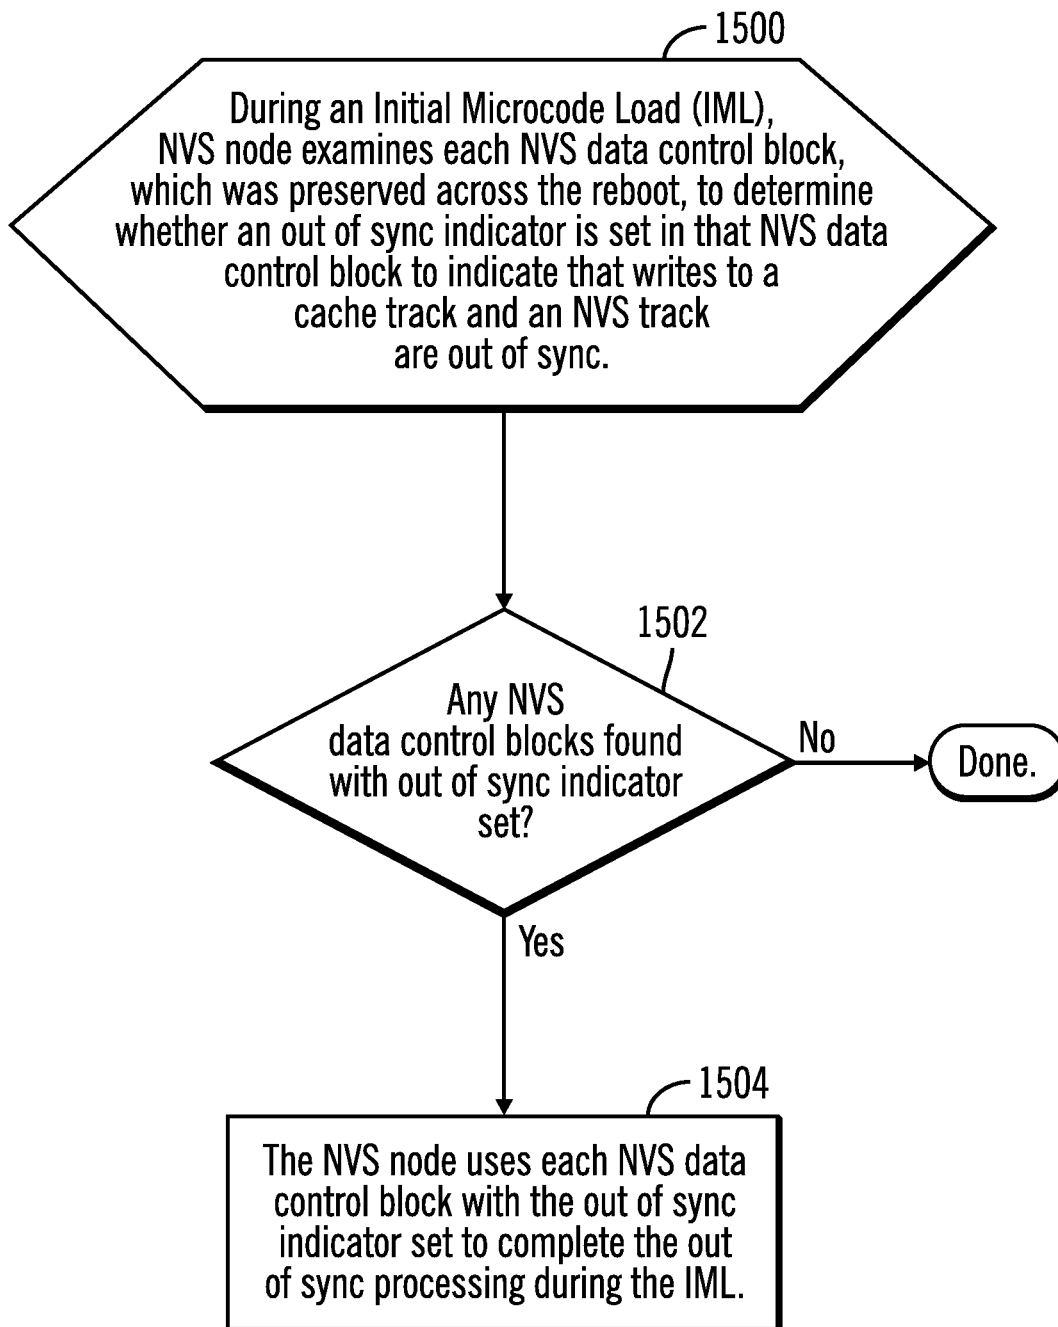 1500
During an Initial Microcode Load (IML),
NVS node examines each NVS data control block,
which was preserved across the reboot, to determine
whether an out of sync indicator is set in that NVS data
control block to indicate that writes to a
cache track and an NVS track
are out of sync.
1502
Any NVS
data control blocks found
with out of sync indicator
set?
No
Done.
Yes
1504
The NVS node uses each NVS data
control block with the out of sync
indicator set to complete the out
of sync processing during the IML.